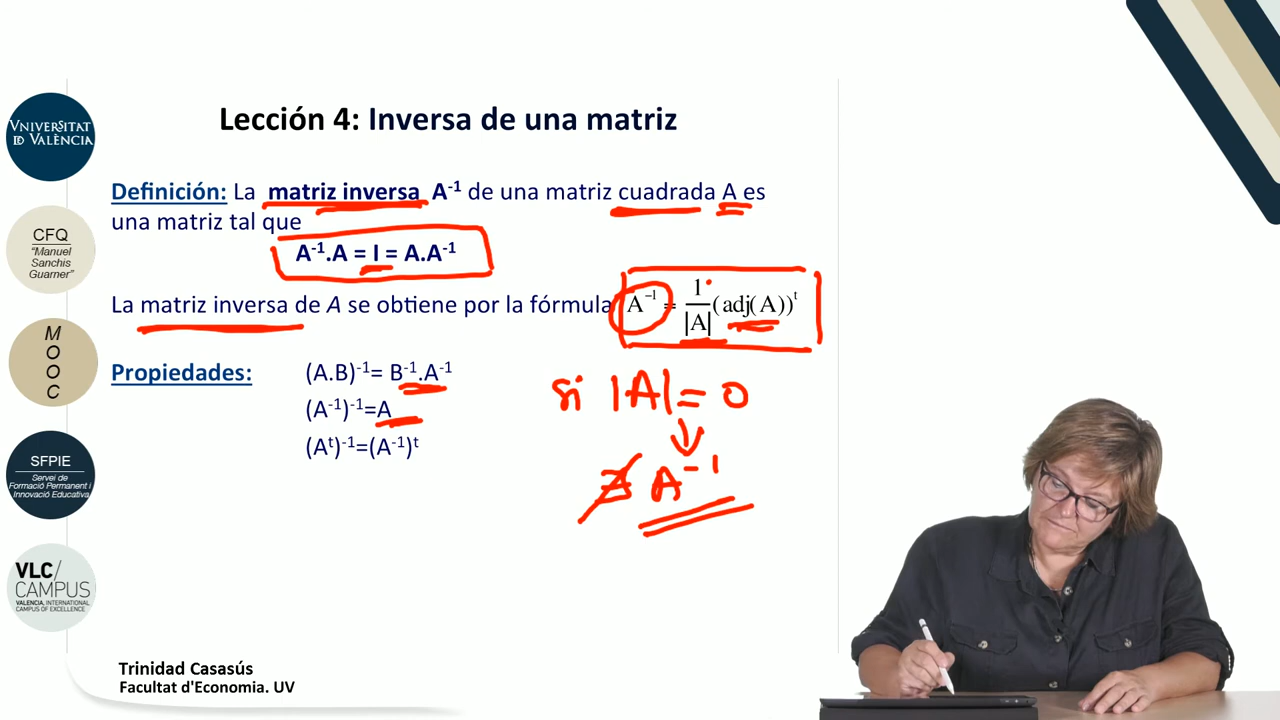 Lección 4: Inversa de una matriz
VNIVERSITAT
ID VALÈNCIA
Definición: La matriz inversa A⁻¹ de una matriz cuadrada A es
una matriz tal que
A⁻¹.A = I = A.A⁻¹
CFQ
"Manuel
Sanchis
Guarner"
La matriz inversa de A se obtiene por la fórmula A⁻¹ = 1/|A| (adj(A))ᵗ
MOOC
Propiedades: (A.B)⁻¹= B⁻¹.A⁻¹
(A⁻¹)⁻¹=A
(Aᵗ)⁻¹=(A⁻¹)ᵗ
si |A| = 0
↓
∄ A⁻¹
SFPIE
Servei de
Formació Permanent i
Innovació Educativa
VLC/
CAMPUS
VALENCIA, INTERNATIONAL
CAMPUS OF EXCELLENCE
Trinidad Casasús
Facultat d'Economia. UV